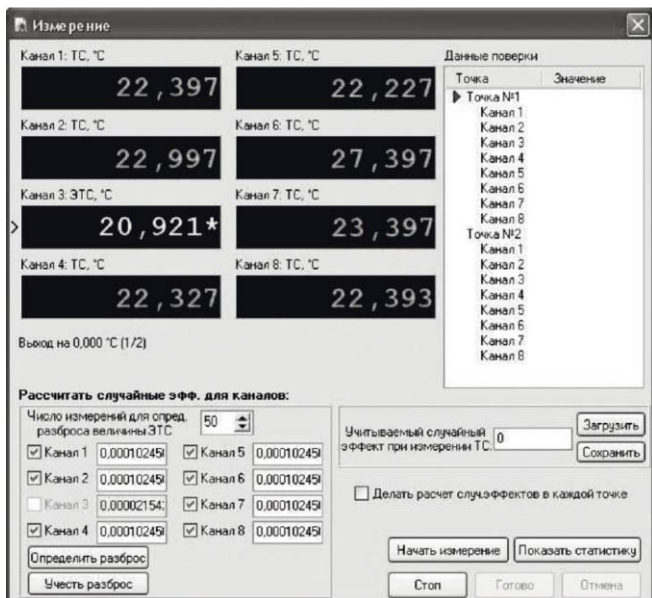 Измерение
Канал 1: ТС, °С
22,397
Канал 2: ТС, °С
22,997
Канал 3: ЭТС, °С
20,921*
Канал 4: ТС, °С
22,327
Канал 5: ТС, °С
22,227
Канал 6: ТС, °С
27,397
Канал 7: ТС, °С
23,397
Канал 8: ТС, °С
22,393
Выход на 0,000 °С (1/2)
Данные поверки
Точка Значение
Точка №1
Канал 1
Канал 2
Канал 3
Канал 4
Канал 5
Канал 6
Канал 7
Канал 8
Точка №2
Канал 1
Канал 2
Канал 3
Канал 4
Канал 5
Канал 6
Канал 7
Канал 8
Рассчитать случайные эфф. для каналов:
Число измерений для опред.
разброса величины ЭТС
50
Канал 1 0,00010245
Канал 5 0,00010245
Канал 2 0,00010245
Канал 6 0,00010245
Канал 3 0,00002154
Канал 7 0,00010245
Канал 4 0,00010245
Канал 8 0,00010245
Определить разброс
Учесть разброс
Учитываемый случайный
эффект при измерении ТС:
0
Загрузить
Сохранить
Делать расчет случ.эффектов в каждой точке
Начать измерение
Показать статистику
Стоп
Готово
Отмена